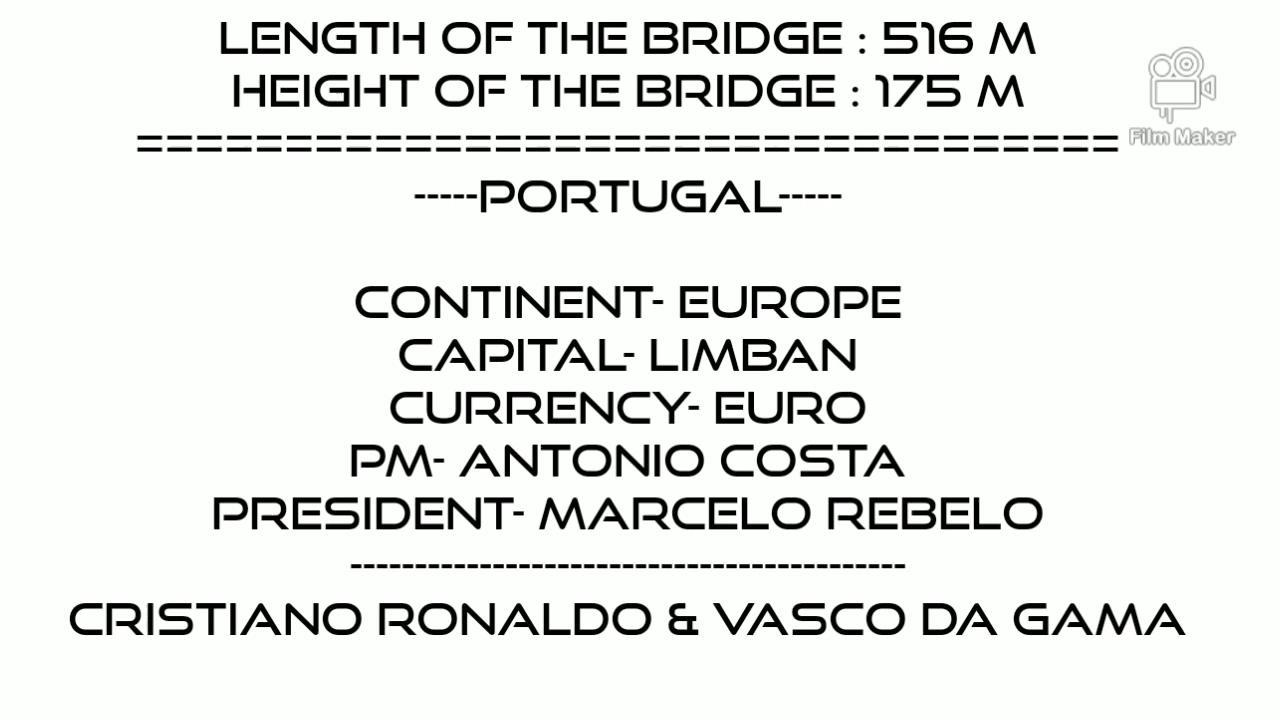 LENGTH OF THE BRIDGE : 516 M
HEIGHT OF THE BRIDGE : 175 M
=================================
-----PORTUGAL-----
CONTINENT- EUROPE
CAPITAL- LIMBAN
CURRENCY- EURO
PM- ANTONIO COSTA
PRESIDENT- MARCELO REBELO
-------------------------------------------
CRISTIANO RONALDO & VASCO DA GAMA
Film Maker